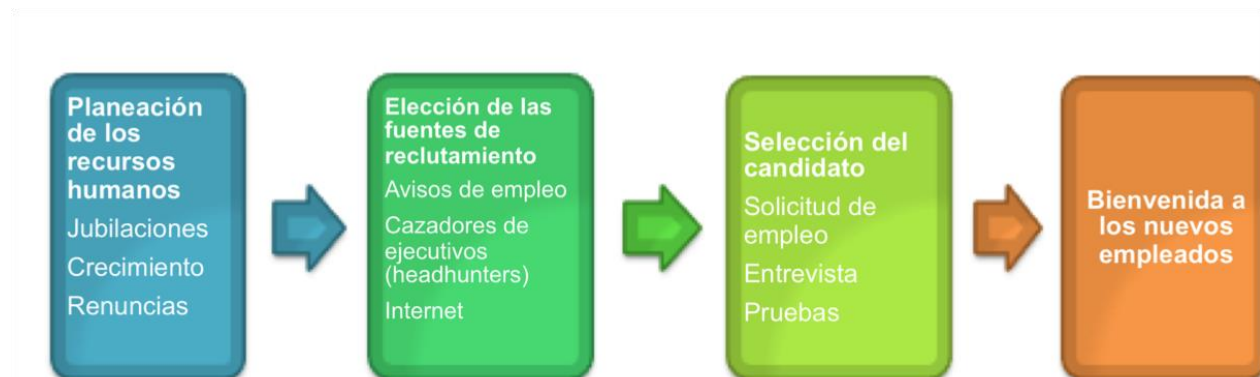 Planeación
de los
recursos
humanos
Jubilaciones
Crecimiento
Renuncias
Elección de las
fuentes de
reclutamiento
Avisos de empleo
Cazadores de
ejecutivos
(headhunters)
Internet
Selección del
candidato
Solicitud de
empleo
Entrevista
Pruebas
Bienvenida a
los nuevos
empleados